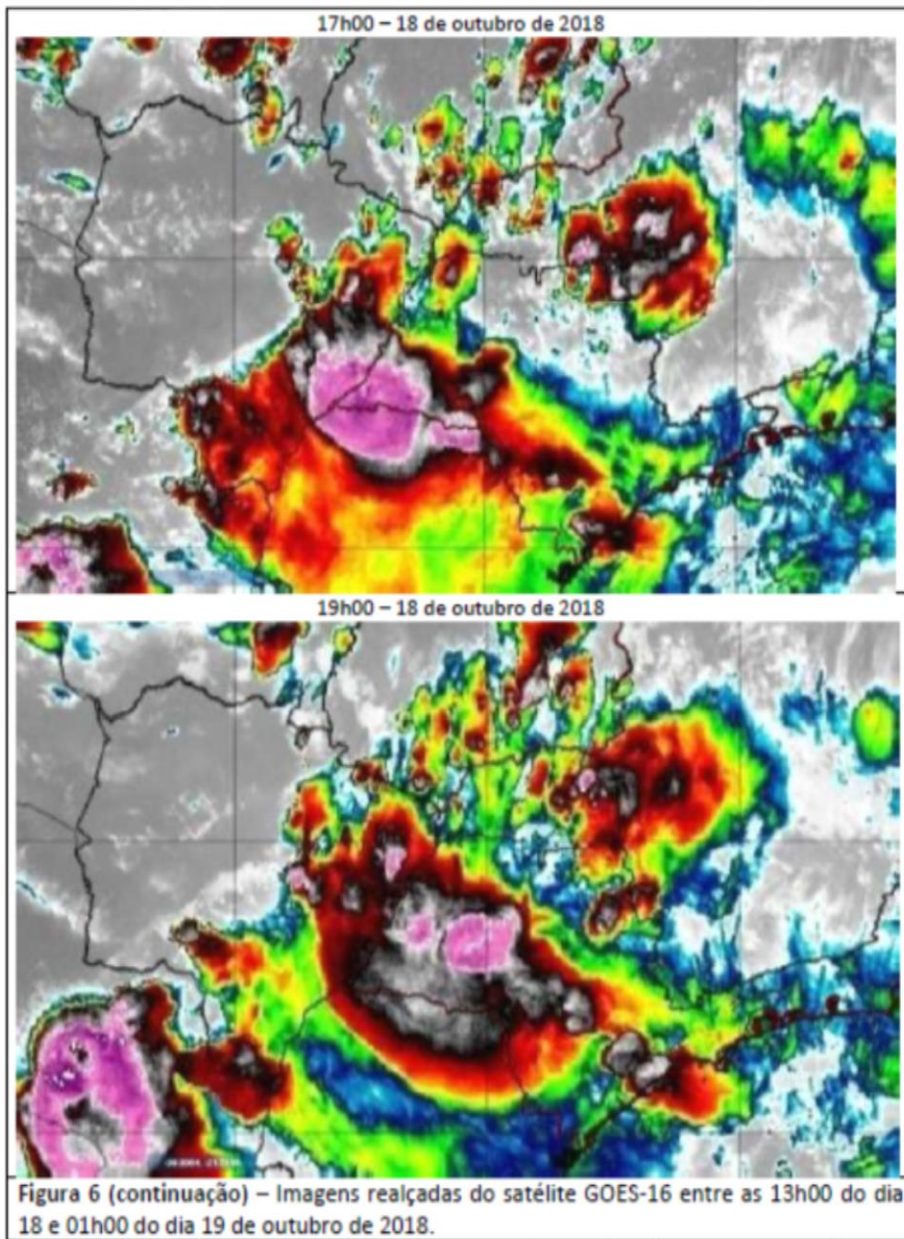 17h00 – 18 de outubro de 2018
19h00 – 18 de outubro de 2018
Figura 6 (continuação) – Imagens realçadas do satélite GOES-16 entre as 13h00 do dia
18 e 01h00 do dia 19 de outubro de 2018.